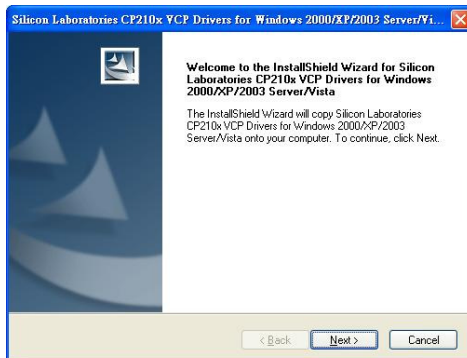 Silicon Laboratories CP210x VCP Drivers for Windows 2000/XP/2003 Server/Vi...
Welcome to the InstallShield Wizard for Silicon
Laboratories CP210x VCP Drivers for Windows
2000/XP/2003 Server/Vista
The InstallShield Wizard will copy Silicon Laboratories
CP210x VCP Drivers for Windows 2000/XP/2003
Server/Vista onto your computer. To continue, click Next.
< Back Next > Cancel